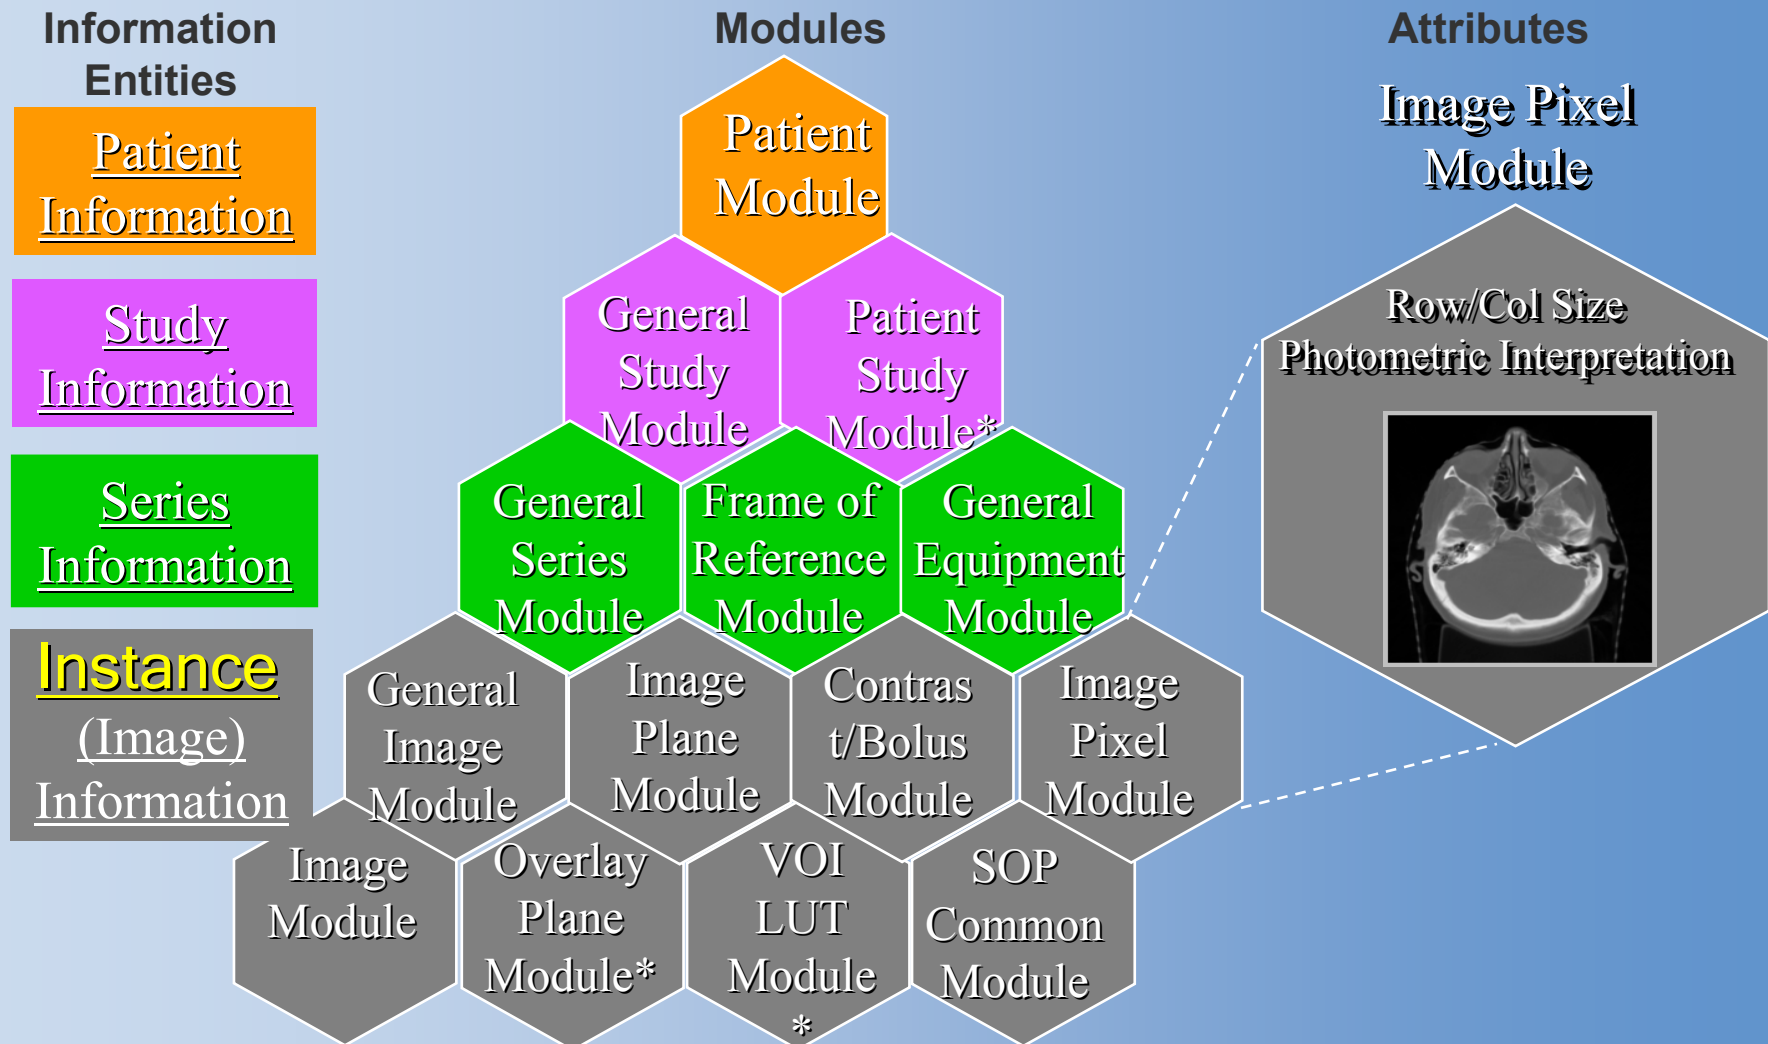 Information
Entities
Modules
Attributes
Patient
Information
Study
Information
Series
Information
Instance
(Image)
Information
Patient
Module
General
Study
Module
Patient
Study
Module*
General
Series
Module
Frame of
Reference
Module
General
Equipment
Module
General
Image
Module
Image
Plane
Module
Contras
t/Bolus
Module
Image
Pixel
Module
Image
Module
Overlay
Plane
Module*
VOI
LUT
Module
*
SOP
Common
Module
Image Pixel
Module
Row/Col Size
Photometric Interpretation